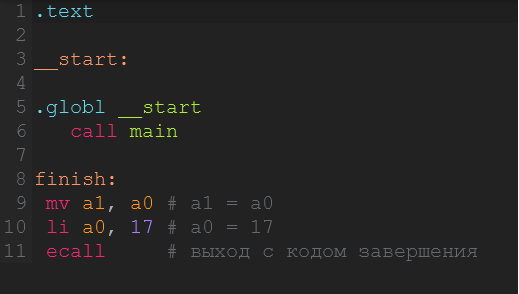 1 .text
2
3 __start:
4
5 .globl __start
6 call main
7
8 finish:
9 mv a1, a0 # a1 = a0
10 li a0, 17 # a0 = 17
11 ecall # выход с кодом завершения